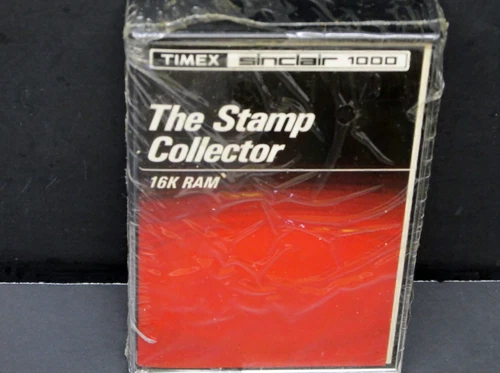 TIMEX sinclair 1000
The Stamp
Collector
16K RAM